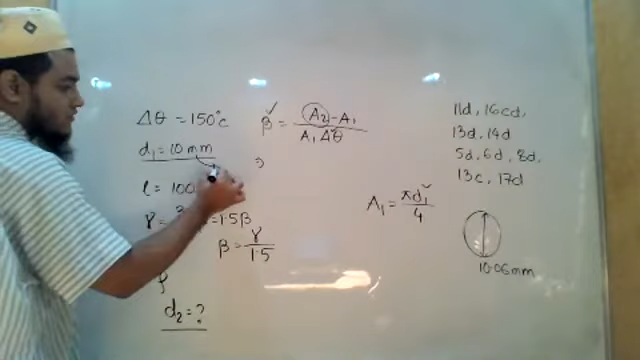 Δθ = 150°c
d₁ = 10 mm
l = 100
γ = = 1.5β
β = γ/1.5
d₂ = ?
β = (A₂ - A₁)/(A₁ Δθ)
⇒
A₁ = πd₁²/4
11d, 16cd,
13d, 14d
5d, 6d, 8d,
13c, 17d
10.06mm